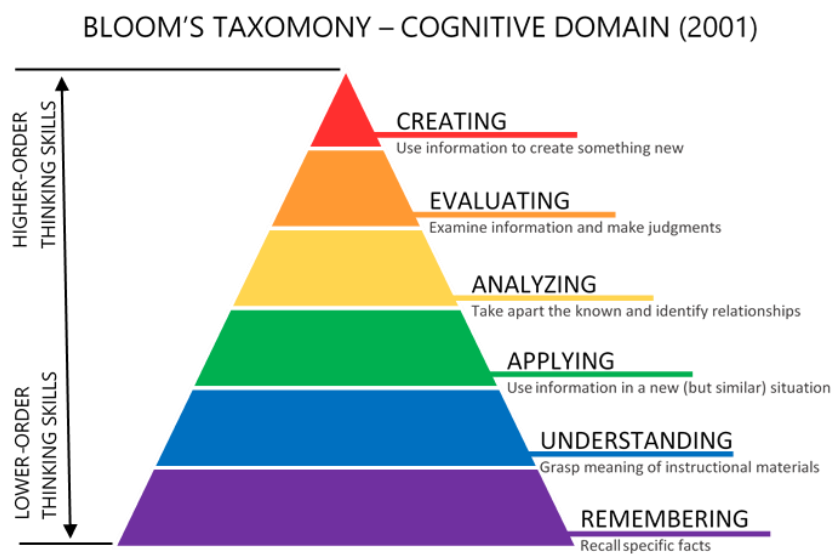 BLOOM'S TAXOMOMY – COGNITIVE DOMAIN (2001)
HIGHER-ORDER
THINKING SKILLS
CREATING
Use information to create something new
EVALUATING
Examine information and make judgments
ANALYZING
Take apart the known and identify relationships
APPLYING
Use information in a new (but similar) situation
LOWER-ORDER
THINKING SKILLS
UNDERSTANDING
Grasp meaning of instructional materials
REMEMBERING
Recall specific facts